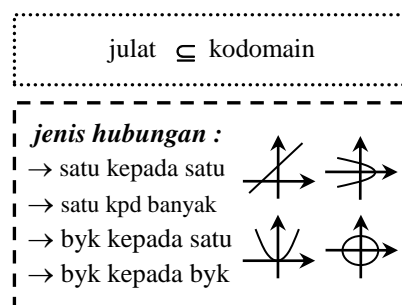 julat ⊆ kodomain
jenis hubungan :
→ satu kepada satu
→ satu kpd banyak
→ byk kepada satu
→ byk kepada byk